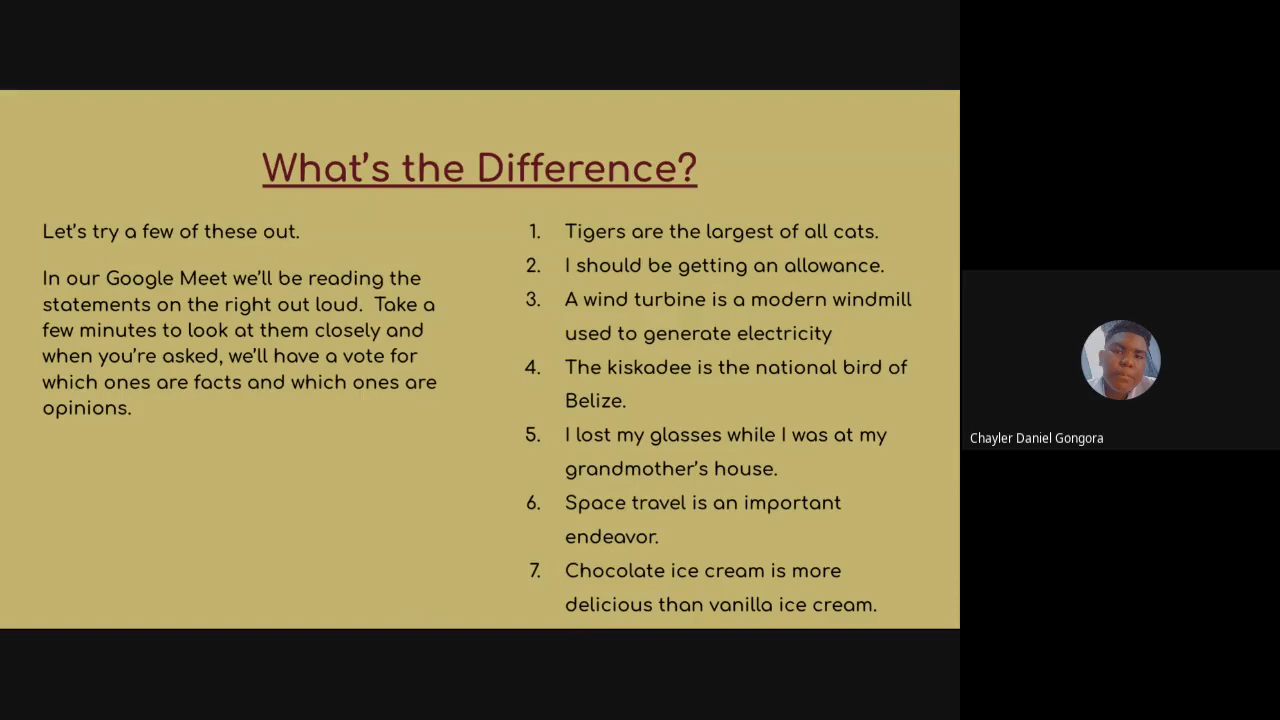 What's the Difference?
Let's try a few of these out.
In our Google Meet we'll be reading the
statements on the right out loud.  Take a
few minutes to look at them closely and
when you're asked, we'll have a vote for
which ones are facts and which ones are
opinions.
1. Tigers are the largest of all cats.
2. I should be getting an allowance.
3. A wind turbine is a modern windmill
used to generate electricity
4. The kiskadee is the national bird of
Belize.
5. I lost my glasses while I was at my
grandmother's house.
6. Space travel is an important
endeavor.
7. Chocolate ice cream is more
delicious than vanilla ice cream.
Chayler Daniel Gongora